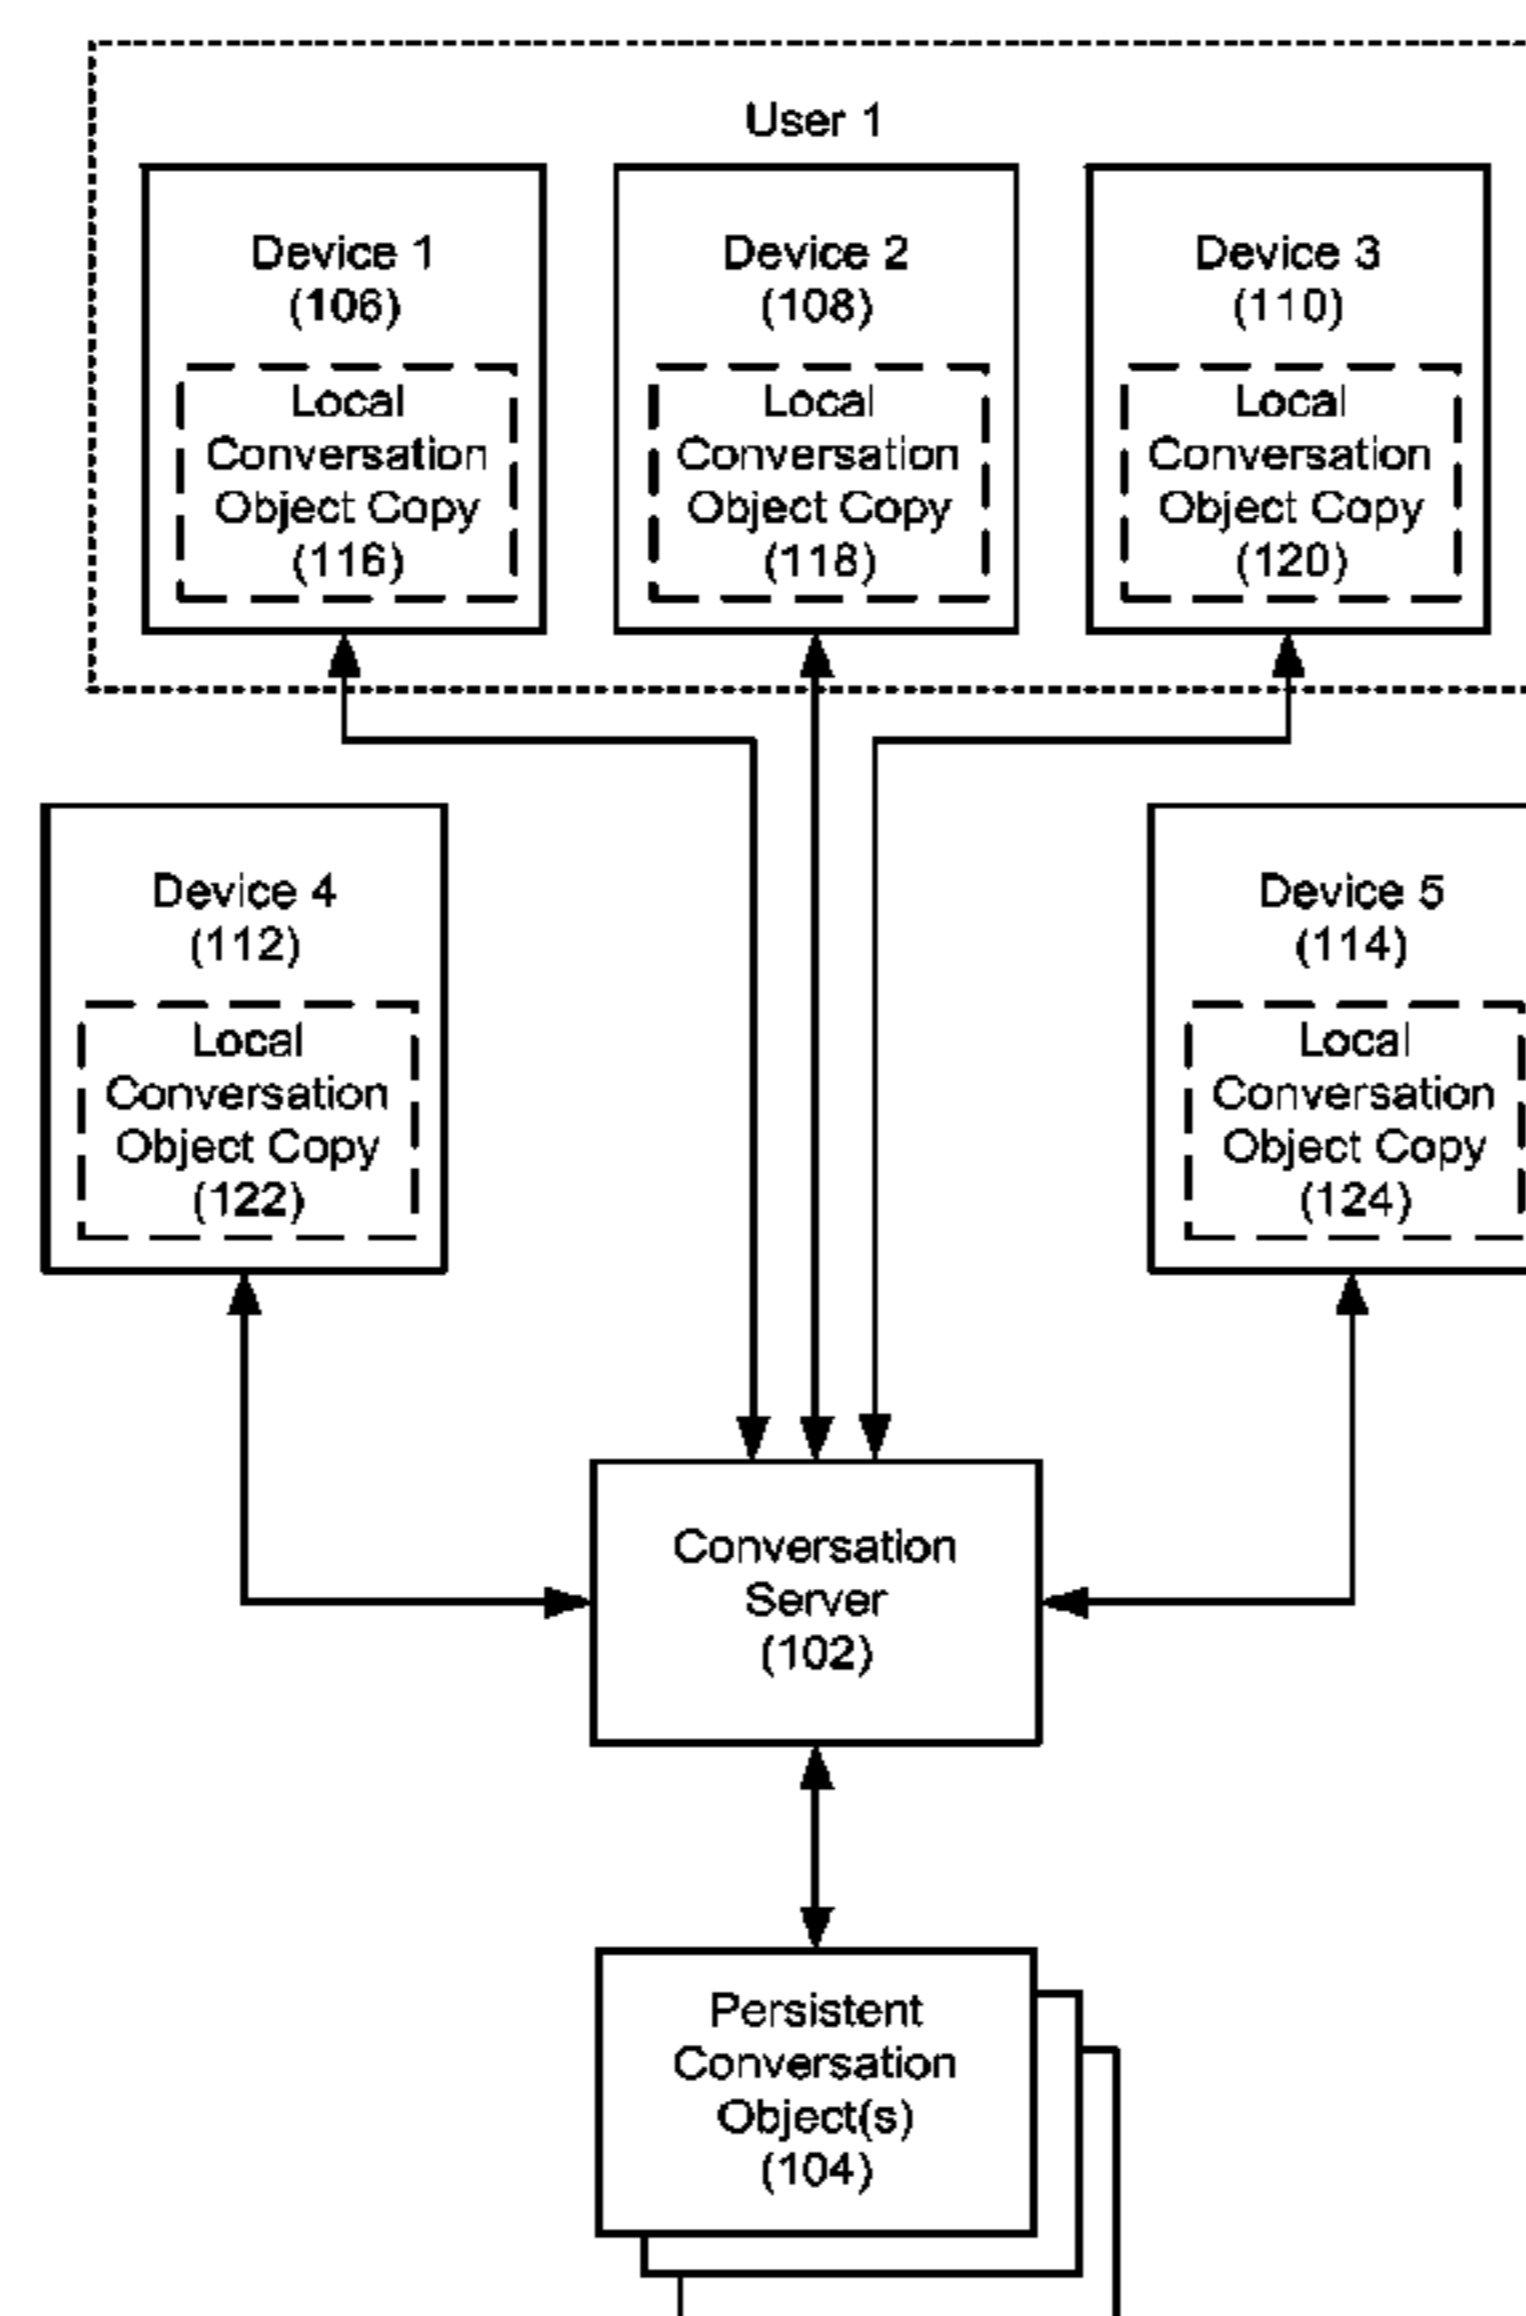 User 1
Device 1
(106)
Local
Conversation
Object Copy
(116)
Device 2
(108)
Local
Conversation
Object Copy
(118)
Device 3
(110)
Local
Conversation
Object Copy
(120)
Device 4
(112)
Local
Conversation
Object Copy
(122)
Device 5
(114)
Local
Conversation
Object Copy
(124)
Conversation
Server
(102)
Persistent
Conversation
Object(s)
(104)